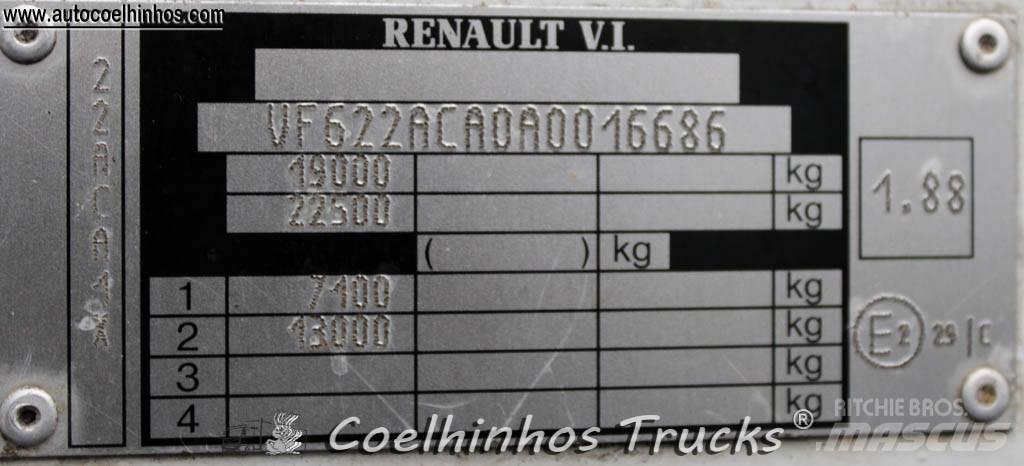 www.autocoelhinhos.com
RENAULT V.I.
VF622ACA0A0016686
19000 kg
22500 kg
( ) kg
1.88
1 7100 kg
2 13000 kg
3 kg
4 kg
E2 29/C
Coelhinhos Trucks®
RITCHIE BROS.
MASCUS